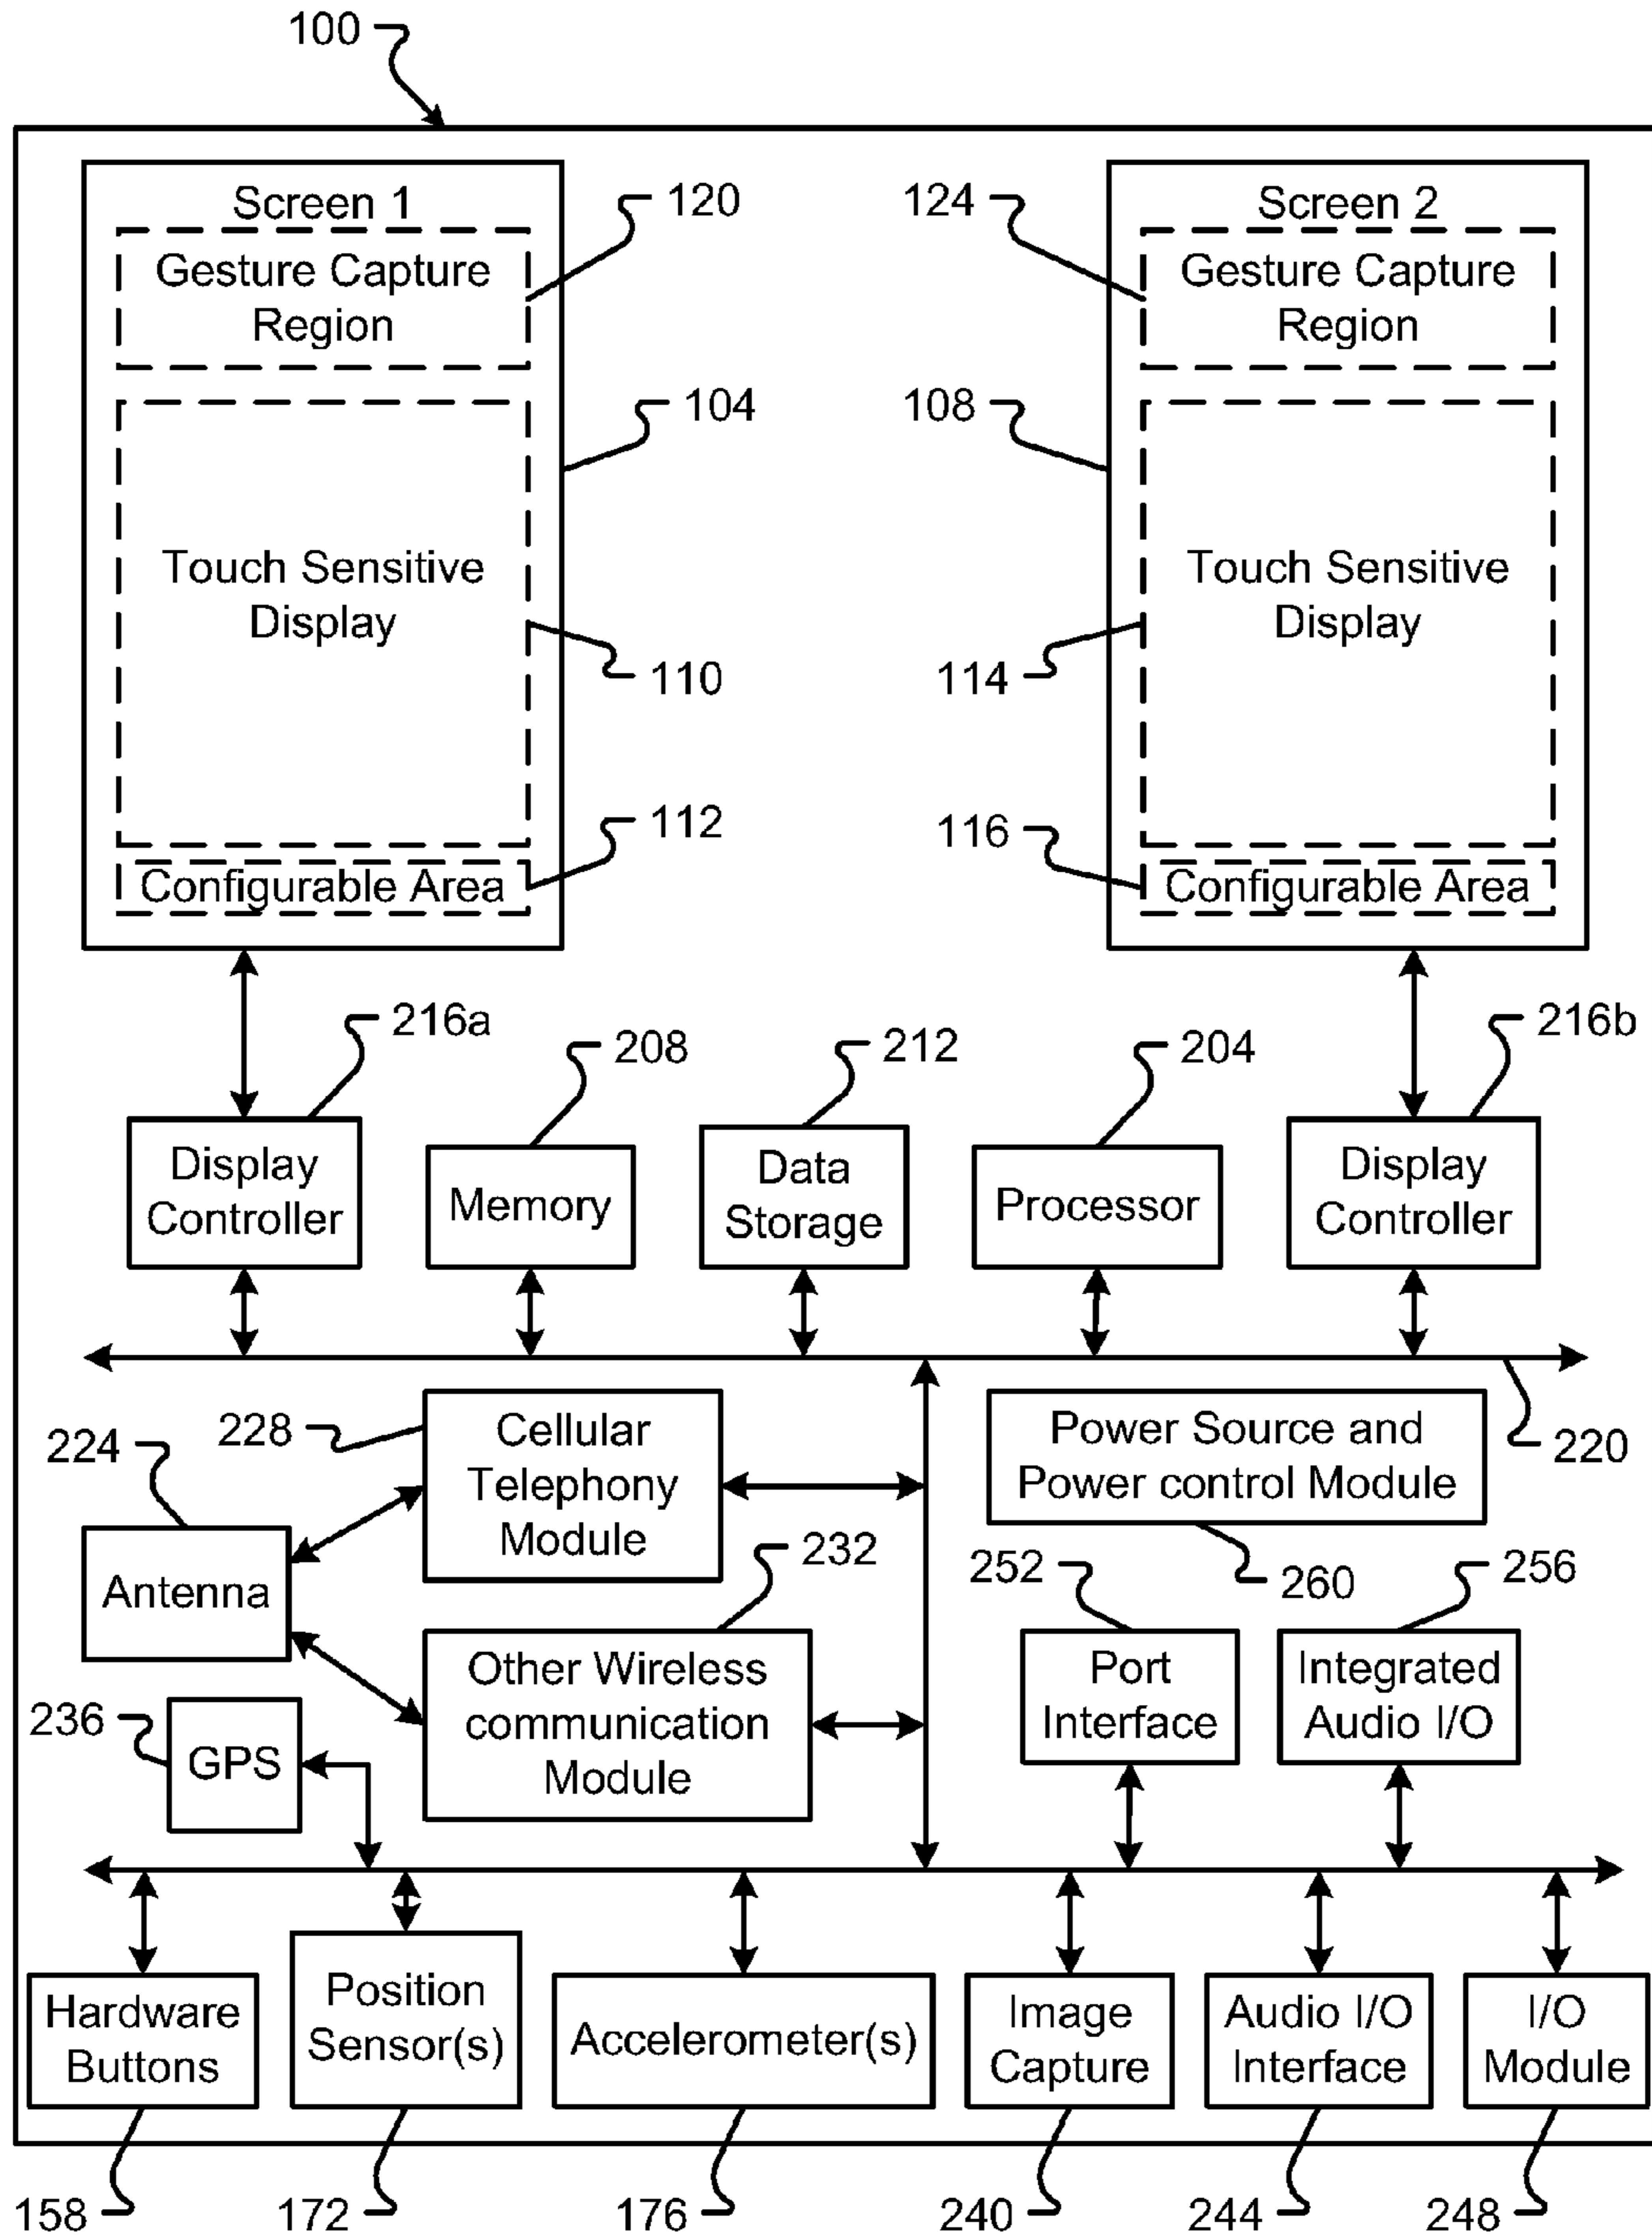 100
Screen 1
120
124
Screen 2
Gesture Capture
Region
Gesture Capture
Region
104
108
Touch Sensitive
Display
Touch Sensitive
Display
110
114
112
116
Configurable Area
Configurable Area
216a
208
212
204
216b
Display
Controller
Memory
Data
Storage
Processor
Display
Controller
228
Cellular
Telephony
Module
Power Source and
Power control Module
220
224
Antenna
232
252
260
256
Other Wireless
communication
Module
Port
Interface
Integrated
Audio I/O
236
GPS
Hardware
Buttons
Position
Sensor(s)
Accelerometer(s)
Image
Capture
Audio I/O
Interface
I/O
Module
158
172
176
240
244
248